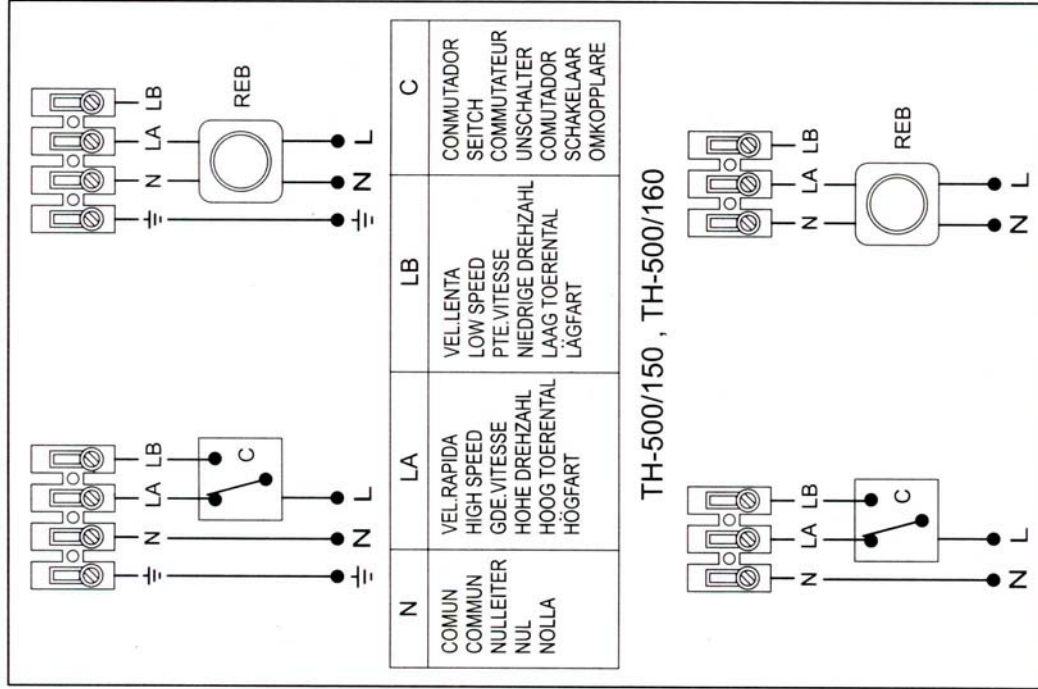 ⏚ N LA LB
C
⏚ N L
⏚ N LA LB
REB
⏚ N L
N LA LB C
COMUN
COMMUN
NULLEITER
NUL
NOLLA
VEL.RAPIDA
HIGH SPEED
GDE.VITESSE
HOHE DREHZAHL
HOOG TOERENTAL
HÖGFART
VEL.LENTA
LOW SPEED
PTE.VITESSE
NIEDRIGE DREHZAHL
LAAG TOERENTAL
LÄGFART
CONMUTADOR
SEITCH
COMMUTATEUR
UNSCHALTER
COMUTADOR
SCHAKELAAR
OMKOPPLARE
TH-500/150 , TH-500/160
N LA LB
C
N L
N LA LB
REB
N L